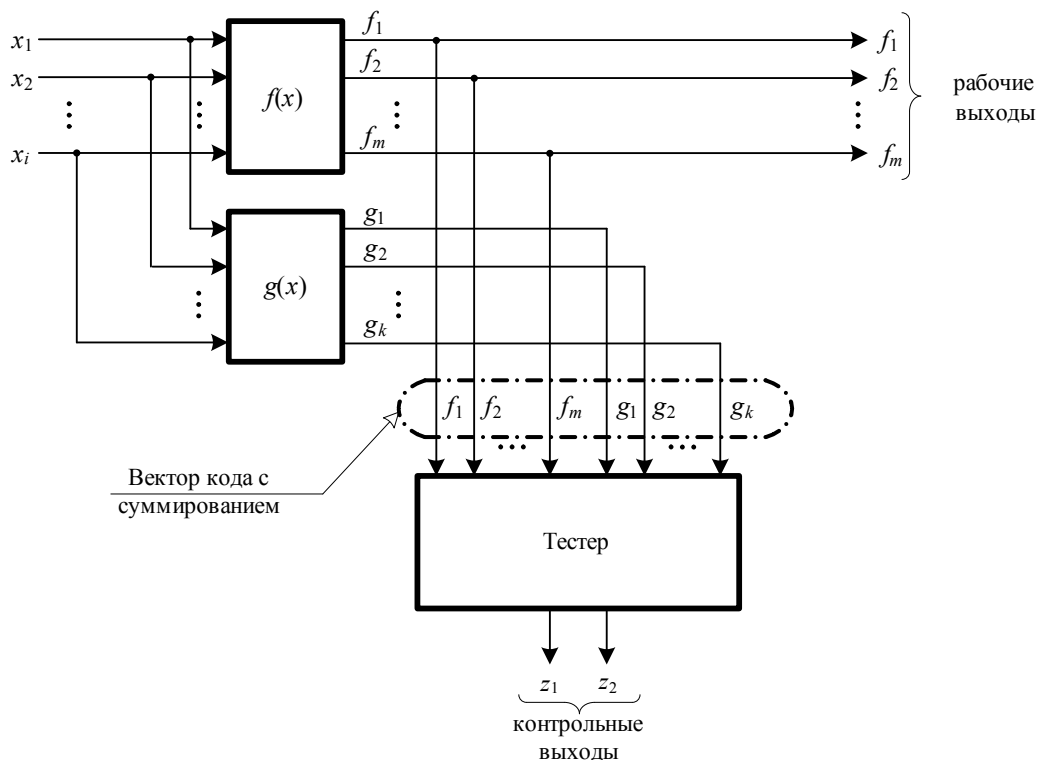 x1
x2
xi
f(x)
f1
f2
fm
f1
f2
fm
рабочие
выходы
g(x)
g1
g2
gk
f1 f2 fm g1 g2 gk
Вектор кода с
суммированием
Тестер
z1 z2
контрольные
выходы